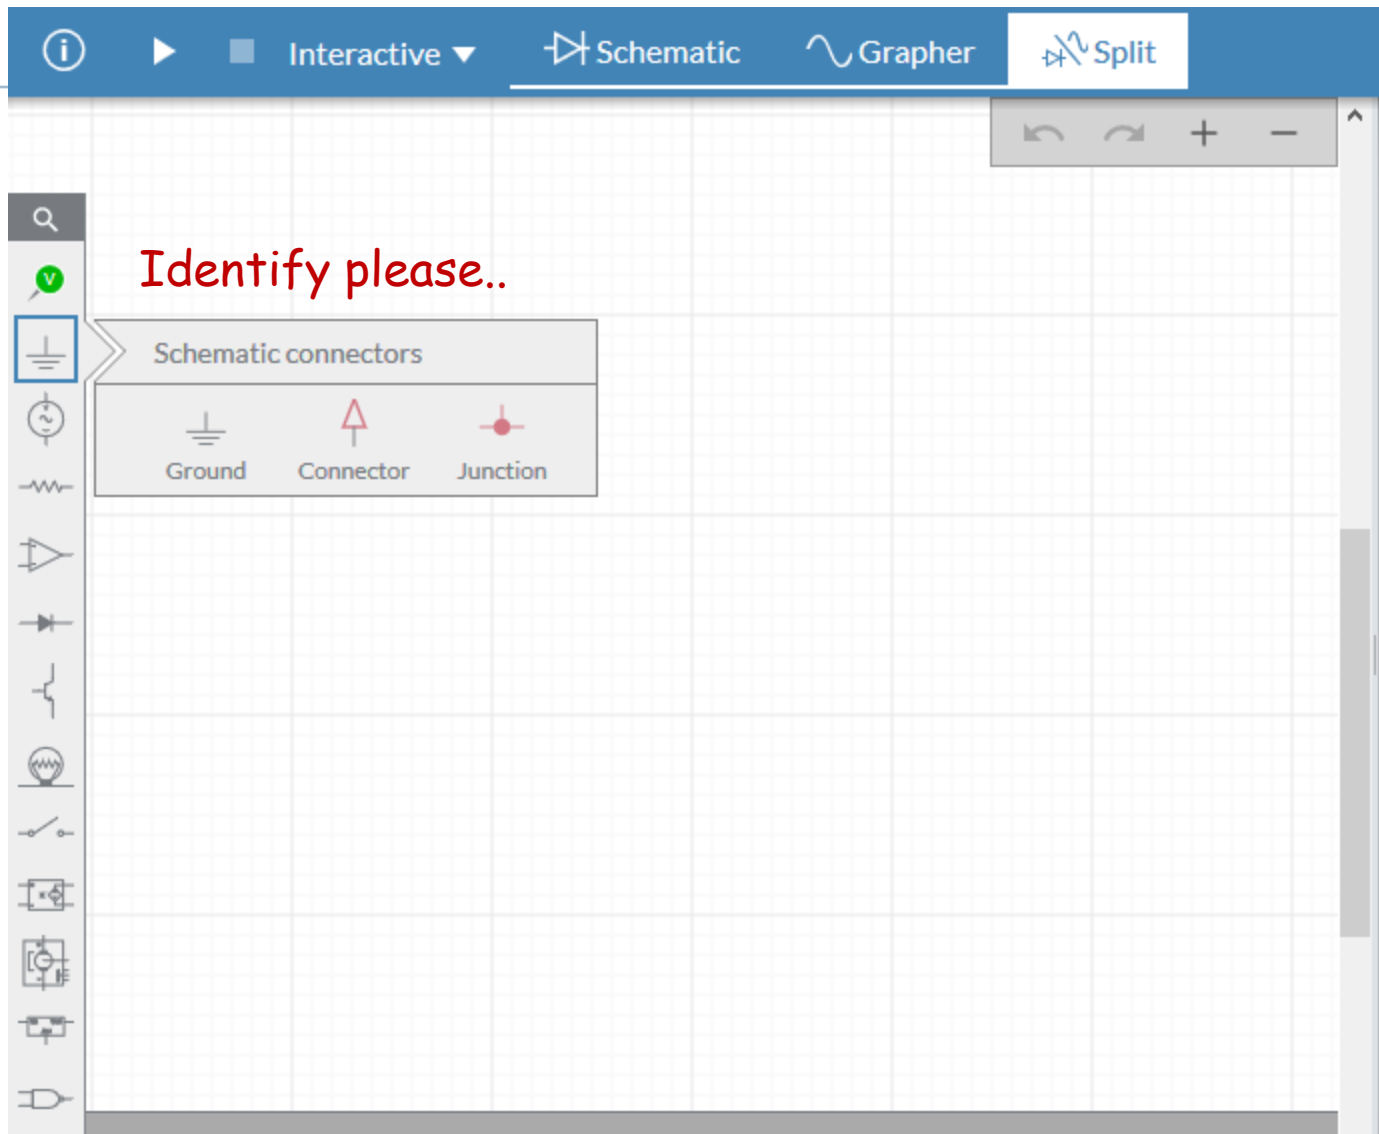 Interactive Schematic Grapher Split
V
Identify please..
Schematic connectors
Ground Connector Junction